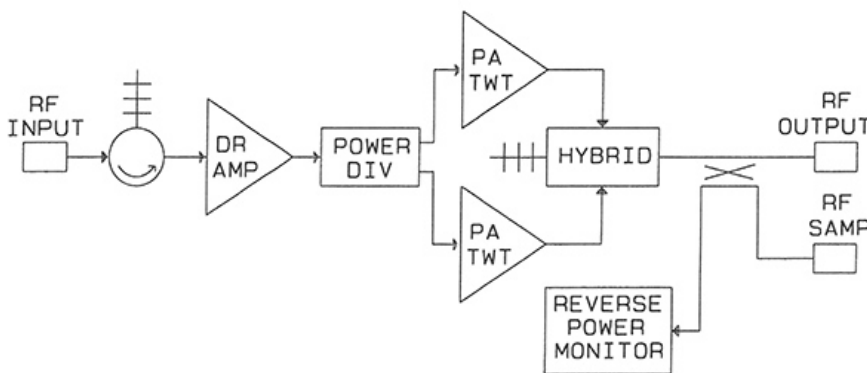 RF
INPUT
DR
AMP
POWER
DIV
PA
TWT
PA
TWT
HYBRID
RF
OUTPUT
RF
SAMP
REVERSE
POWER
MONITOR